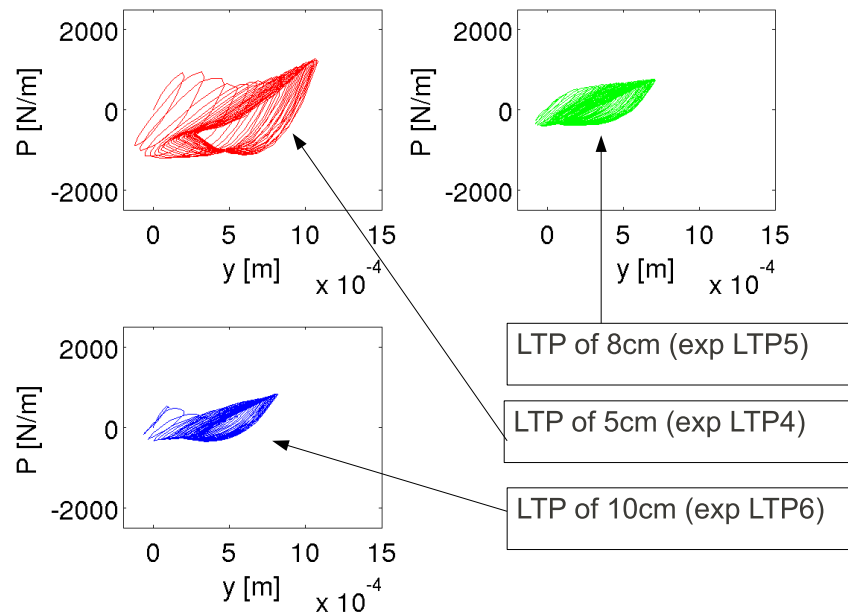 2000
0
-2000
P [N/m]
0 5 10 15
y [m]
x 10^-4
2000
0
-2000
P [N/m]
0 5 10 15
y [m]
x 10^-4
2000
0
-2000
P [N/m]
0 5 10 15
y [m]
x 10^-4
LTP of 8cm (exp LTP5)
LTP of 5cm (exp LTP4)
LTP of 10cm (exp LTP6)